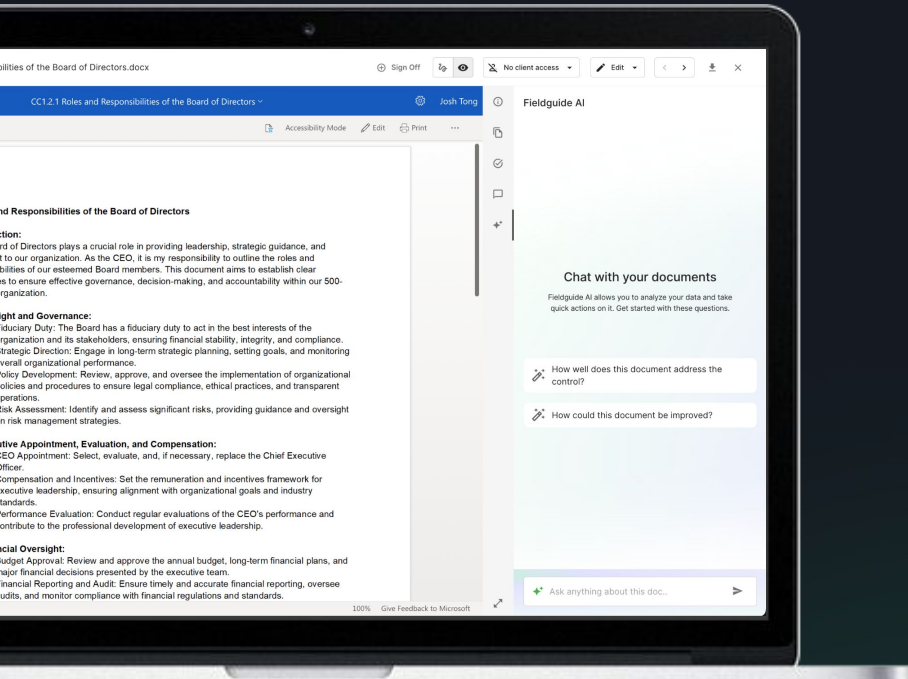 bilities of the Board of Directors.docx
Sign Off
No client access
Edit
CC1.2.1 Roles and Responsibilities of the Board of Directors
Josh Tong
Accessibility Mode
Edit
Print
nd Responsibilities of the Board of Directors
ction:
rd of Directors plays a crucial role in providing leadership, strategic guidance, and
t to our organization. As the CEO, it is my responsibility to outline the roles and
bilities of our esteemed Board members. This document aims to establish clear
es to ensure effective governance, decision-making, and accountability within our 500-
rganization.
ight and Governance:
iduciary Duty: The Board has a fiduciary duty to act in the best interests of the
rganization and its stakeholders, ensuring financial stability, integrity, and compliance.
trategic Direction: Engage in long-term strategic planning, setting goals, and monitoring
verall organizational performance.
olicy Development: Review, approve, and oversee the implementation of organizational
olicies and procedures to ensure legal compliance, ethical practices, and transparent
perations.
isk Assessment: Identify and assess significant risks, providing guidance and oversight
n risk management strategies.
utive Appointment, Evaluation, and Compensation:
CEO Appointment: Select, evaluate, and, if necessary, replace the Chief Executive
Officer.
ompensation and Incentives: Set the remuneration and incentives framework for
xecutive leadership, ensuring alignment with organizational goals and industry
tandards.
erformance Evaluation: Conduct regular evaluations of the CEO's performance and
ontribute to the professional development of executive leadership.
ncial Oversight:
udget Approval: Review and approve the annual budget, long-term financial plans, and
major financial decisions presented by the executive team.
inancial Reporting and Audit: Ensure timely and accurate financial reporting, oversee
udits, and monitor compliance with financial regulations and standards.
100%
Give Feedback to Microsoft
Fieldguide AI
Chat with your documents
Fieldguide AI allows you to analyze your data and take
quick actions on it. Get started with these questions.
How well does this document address the
control?
How could this document be improved?
Ask anything about this doc..